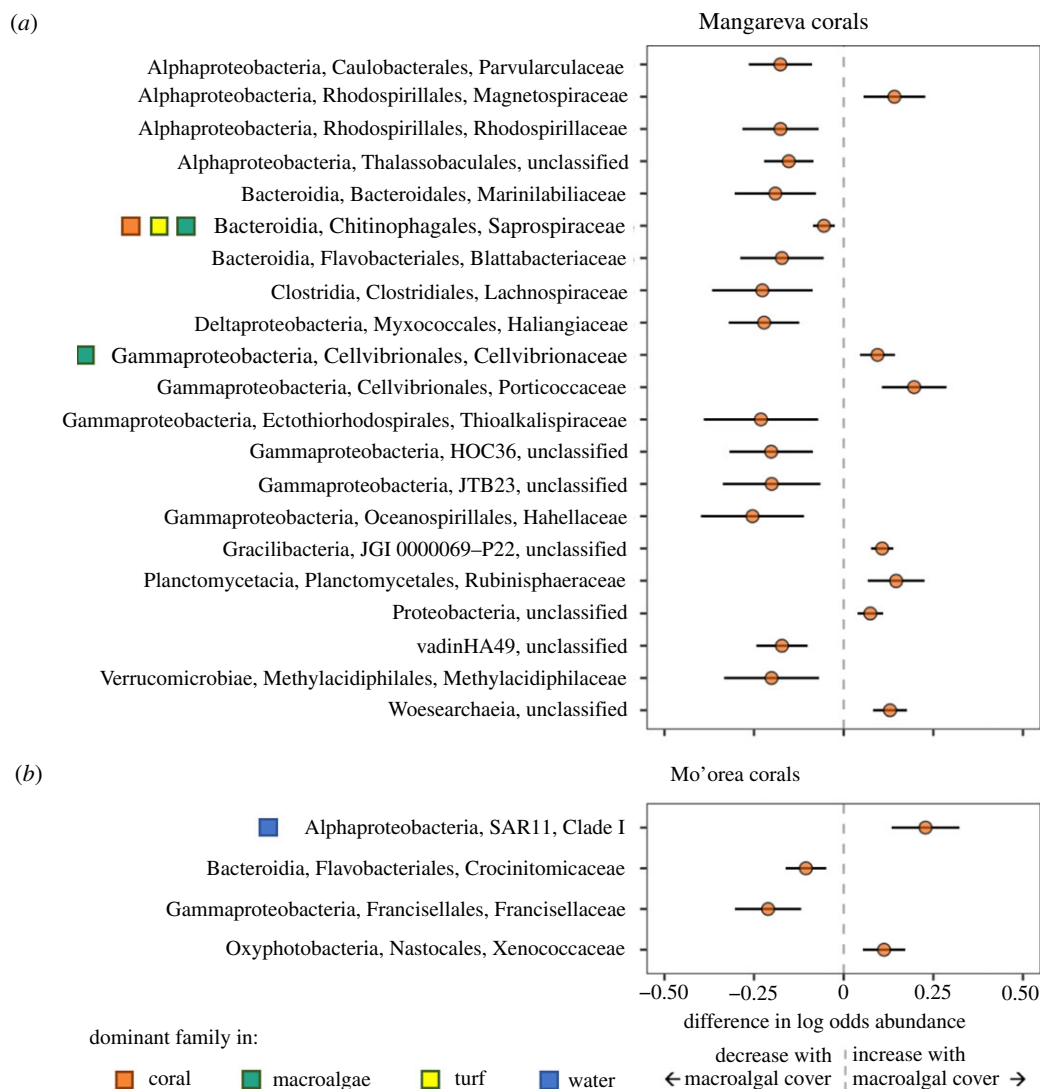 (a)
Mangareva corals
Alphaproteobacteria, Caulobacterales, Parvularculaceae
Alphaproteobacteria, Rhodospirillales, Magnetospiraceae
Alphaproteobacteria, Rhodospirillales, Rhodospirillaceae
Alphaproteobacteria, Thalassobaculales, unclassified
Bacteroidia, Bacteroidales, Marinilabiliaceae
Bacteroidia, Chitinophagales, Saprospiraceae
Bacteroidia, Flavobacteriales, Blattabacteriaceae
Clostridia, Clostridiales, Lachnospiraceae
Deltaproteobacteria, Myxococcales, Haliangiaceae
Gammaproteobacteria, Cellvibrionales, Cellvibrionaceae
Gammaproteobacteria, Cellvibrionales, Porticoccaceae
Gammaproteobacteria, Ectothiorhodospirales, Thioalkalispiraceae
Gammaproteobacteria, HOC36, unclassified
Gammaproteobacteria, JTB23, unclassified
Gammaproteobacteria, Oceanospirillales, Hahellaceae
Gracilibacteria, JGI 0000069–P22, unclassified
Planctomycetacia, Planctomycetales, Rubinisphaeraceae
Proteobacteria, unclassified
vadinHA49, unclassified
Verrucomicrobiae, Methylacidiphilales, Methylacidiphilaceae
Woesearchaeia, unclassified
(b)
Mo'orea corals
Alphaproteobacteria, SAR11, Clade I
Bacteroidia, Flavobacteriales, Crocinitomicaceae
Gammaproteobacteria, Francisellales, Francisellaceae
Oxyphotobacteria, Nastocales, Xenococcaceae
−0.50 −0.25 0 0.25 0.50
difference in log odds abundance
dominant family in:
coral macroalgae turf water
decrease with increase with
← macroalgal cover macroalgal cover →